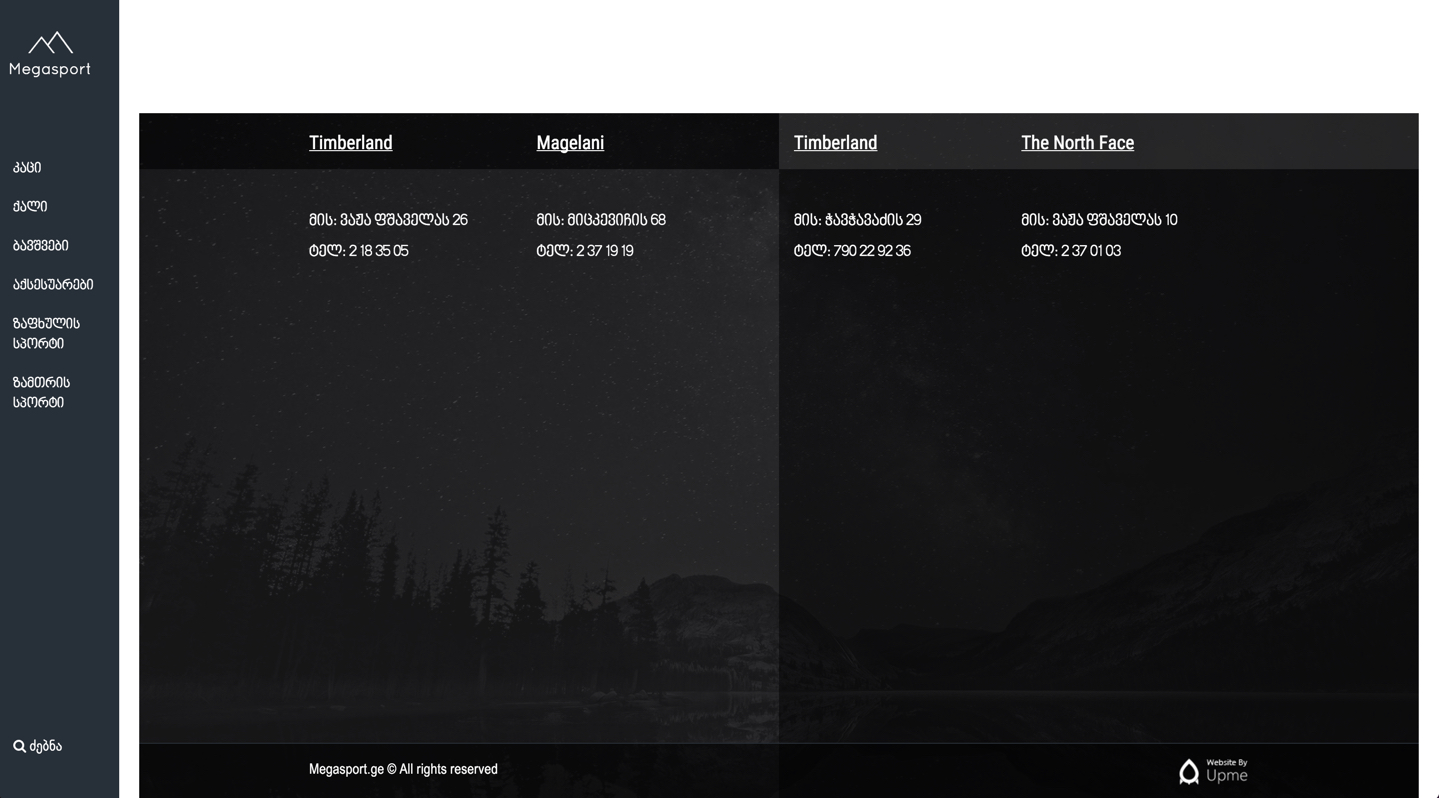 Megasport
კაცი
ქალი
ბავშვები
აქსესუარები
ზაფხულის
სპორტი
ზამთრის
სპორტი
ძებნა
Timberland
Magelani
Timberland
The North Face
მის: ვაჟა ფშაველას 26
ტელ: 2 18 35 05
მის: მიცკევიჩის 68
ტელ: 2 37 19 19
მის: ჭავჭავაძის 29
ტელ: 790 22 92 36
მის: ვაჟა ფშაველას 10
ტელ: 2 37 01 03
Megasport.ge © All rights reserved
Website By
Upme